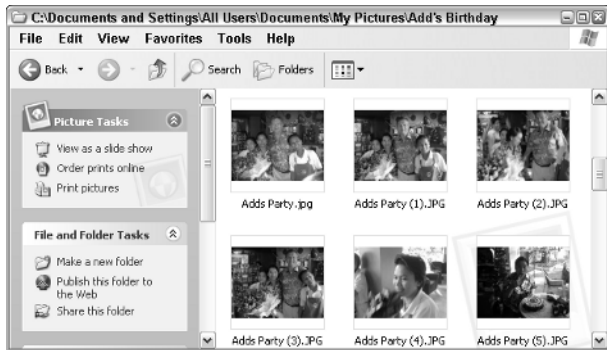 C:\Documents and Settings\All Users\Documents\My Pictures\Add's Birthday
File Edit View Favorites Tools Help
Back Search Folders
Picture Tasks
View as a slide show
Order prints online
Print pictures
File and Folder Tasks
Make a new folder
Publish this folder to
the Web
Share this folder
Adds Party.jpg Adds Party (1).JPG Adds Party (2).JPG
Adds Party (3).JPG Adds Party (4).JPG Adds Party (5).JPG